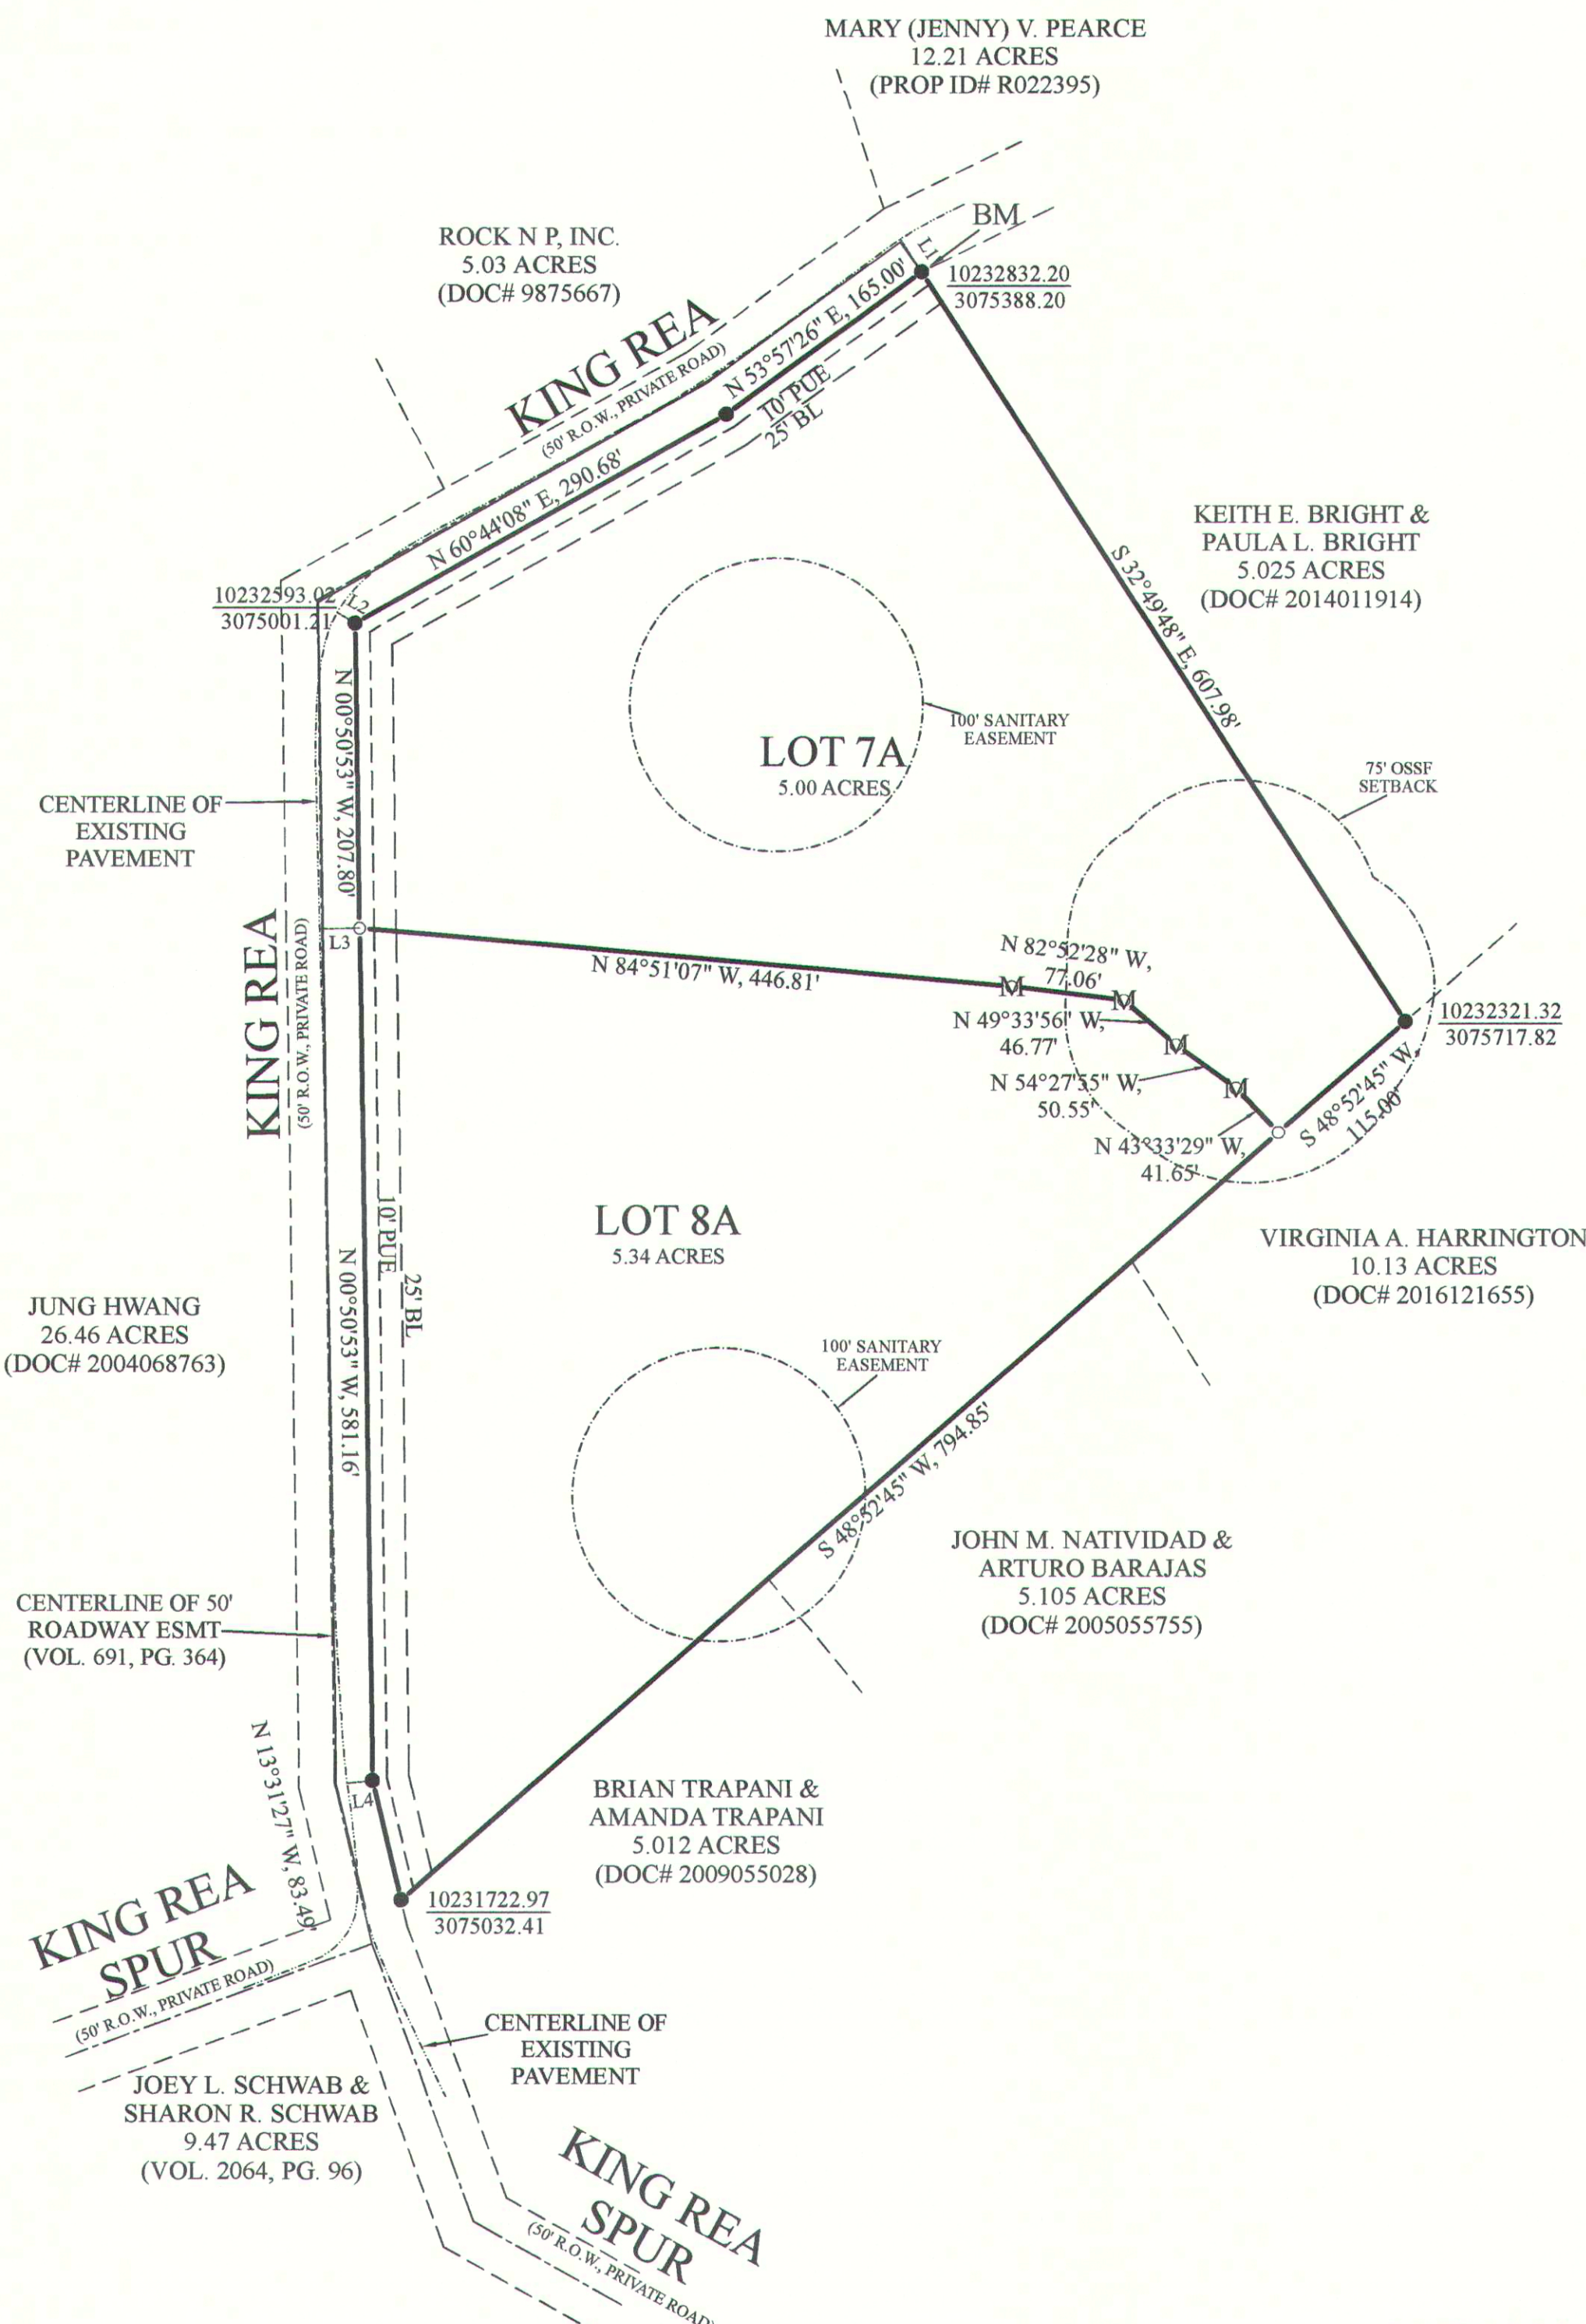 MARY (JENNY) V. PEARCE
12.21 ACRES
(PROP ID# R022395)
ROCK N P, INC.
5.03 ACRES
(DOC# 9875667)
BM
L1
10232832.20
3075388.20
KING REA
(50' R.O.W., PRIVATE ROAD)
N 53°57'26" E, 165.00'
10' PUE
25' BL
N 60°44'08" E, 290.68'
KEITH E. BRIGHT &
PAULA L. BRIGHT
5.025 ACRES
(DOC# 2014011914)
S 32°49'48" E, 607.98'
10232593.02
3075001.21
L2
N 00°50'53" W, 207.80'
100' SANITARY
EASEMENT
LOT 7A
5.00 ACRES
75' OSSF
SETBACK
CENTERLINE OF
EXISTING
PAVEMENT
KING REA
(50' R.O.W., PRIVATE ROAD)
L3
N 84°51'07" W, 446.81'
N 82°52'28" W,
77.06'
M
M
N 49°33'56" W,
46.77'
M
N 54°27'55" W,
50.55'
M
N 43°33'29" W,
41.65'
10232321.32
3075717.82
S 48°52'45" W,
115.00'
10' PUE
25' BL
LOT 8A
5.34 ACRES
VIRGINIA A. HARRINGTON
10.13 ACRES
(DOC# 2016121655)
JUNG HWANG
26.46 ACRES
(DOC# 2004068763)
N 00°50'53" W, 581.16'
100' SANITARY
EASEMENT
S 48°52'45" W, 794.85'
JOHN M. NATIVIDAD &
ARTURO BARAJAS
5.105 ACRES
(DOC# 2005055755)
CENTERLINE OF 50'
ROADWAY ESMT
(VOL. 691, PG. 364)
N 13°31'27" W, 83.49'
L4
BRIAN TRAPANI &
AMANDA TRAPANI
5.012 ACRES
(DOC# 2009055028)
10231722.97
3075032.41
KING REA
SPUR
(50' R.O.W., PRIVATE ROAD)
CENTERLINE OF
EXISTING
PAVEMENT
JOEY L. SCHWAB &
SHARON R. SCHWAB
9.47 ACRES
(VOL. 2064, PG. 96)
KING REA
SPUR
(50' R.O.W., PRIVATE ROAD)